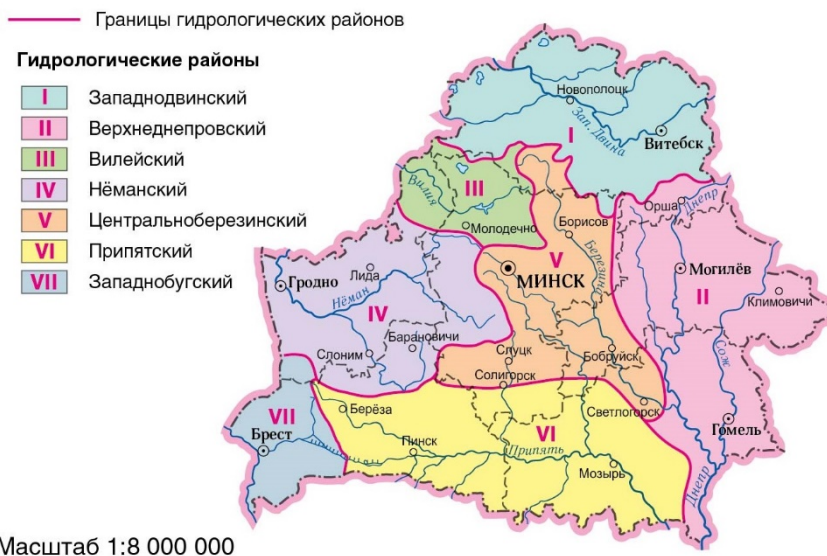 Границы гидрологических районов
Гидрологические районы
I Западнодвинский
II Верхнеднепровский
III Вилейский
IV Нёманский
V Центральноберезинский
VI Припятский
VII Западнобугский
Новополоцк
Зап. Двина
I
Витебск
III
Вилия
Молодечно
Борисов
Орша
Днепр
II
Березина
V
МИНСК
Могилёв
II
Климовичи
Гродно
Лида
Нёман
IV
Барановичи
Слоним
Слуцк
Солигорск
Бобруйск
Сож
Светлогорск
Гомель
VII
Брест
Берёза
Пинск
VI
Припять
Мозырь
Днепр
Масштаб 1:8 000 000